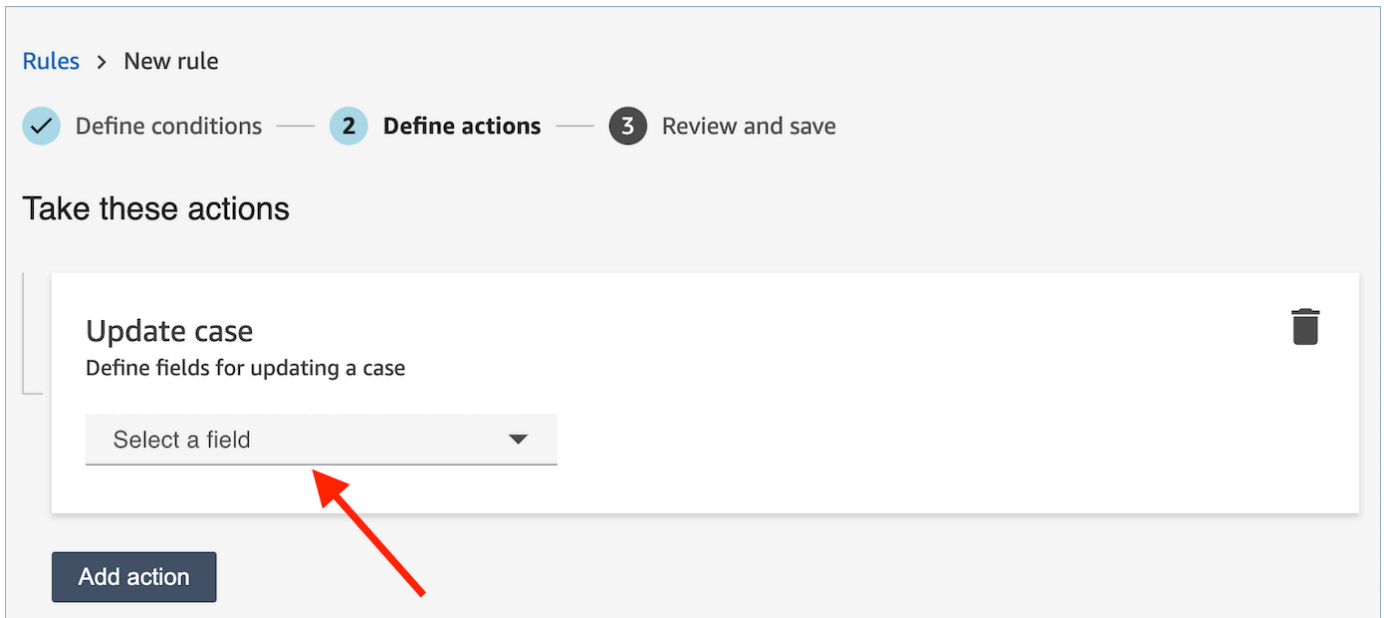 Rules > New rule
Define conditions 2 Define actions 3 Review and save
Take these actions
Update case
Define fields for updating a case
Select a field
Add action